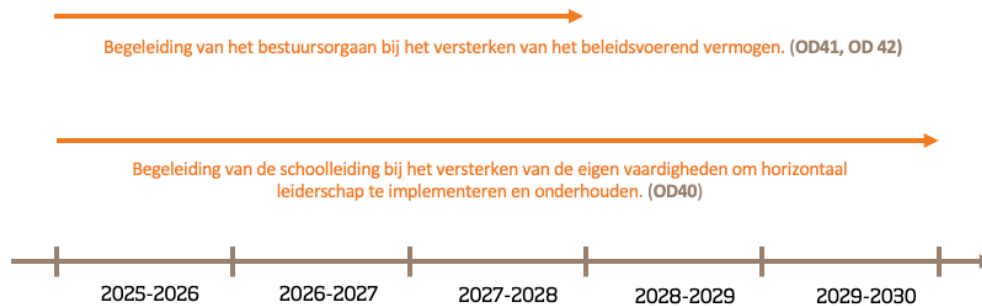 Begeleiding van het bestuursorgaan bij het versterken van het beleidsvoerend vermogen. (OD41, OD 42)
Begeleiding van de schoolleiding bij het versterken van de eigen vaardigheden om horizontaal
leiderschap te implementeren en onderhouden. (OD40)
2025-2026 2026-2027 2027-2028 2028-2029 2029-2030